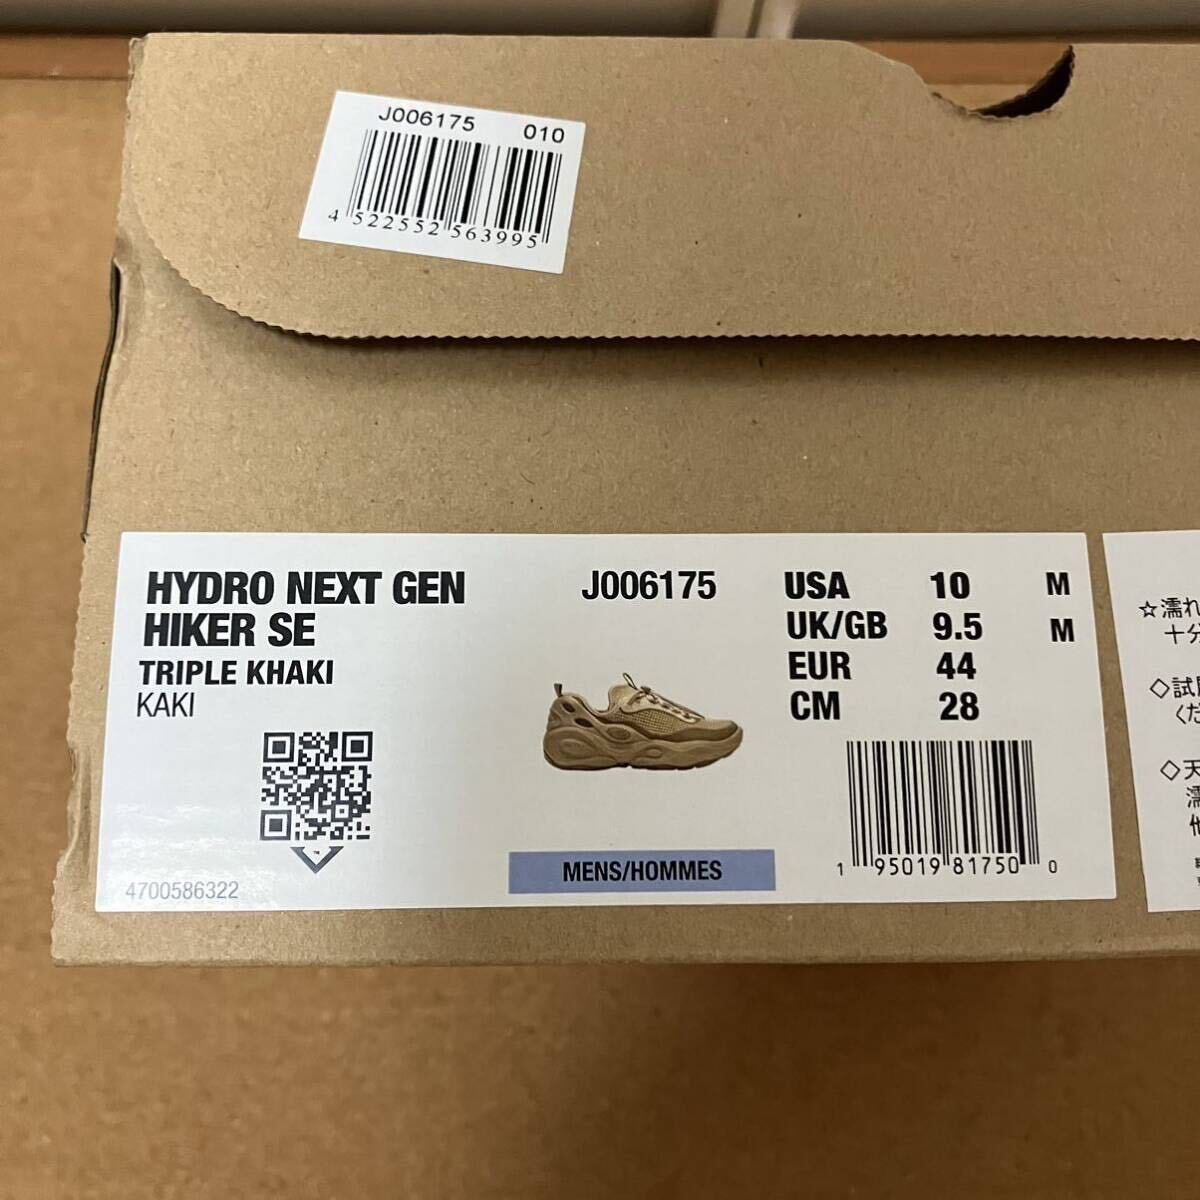 J006175 010
4 522552 563995
HYDRO NEXT GEN
HIKER SE
TRIPLE KHAKI
KAKI
4700586322
J006175
MENS/HOMMES
USA 10 M
UK/GB 9.5 M
EUR 44
CM 28
1 95019 81750 0
☆濡れ
十分
◇試
くだ
◇天
濡
他